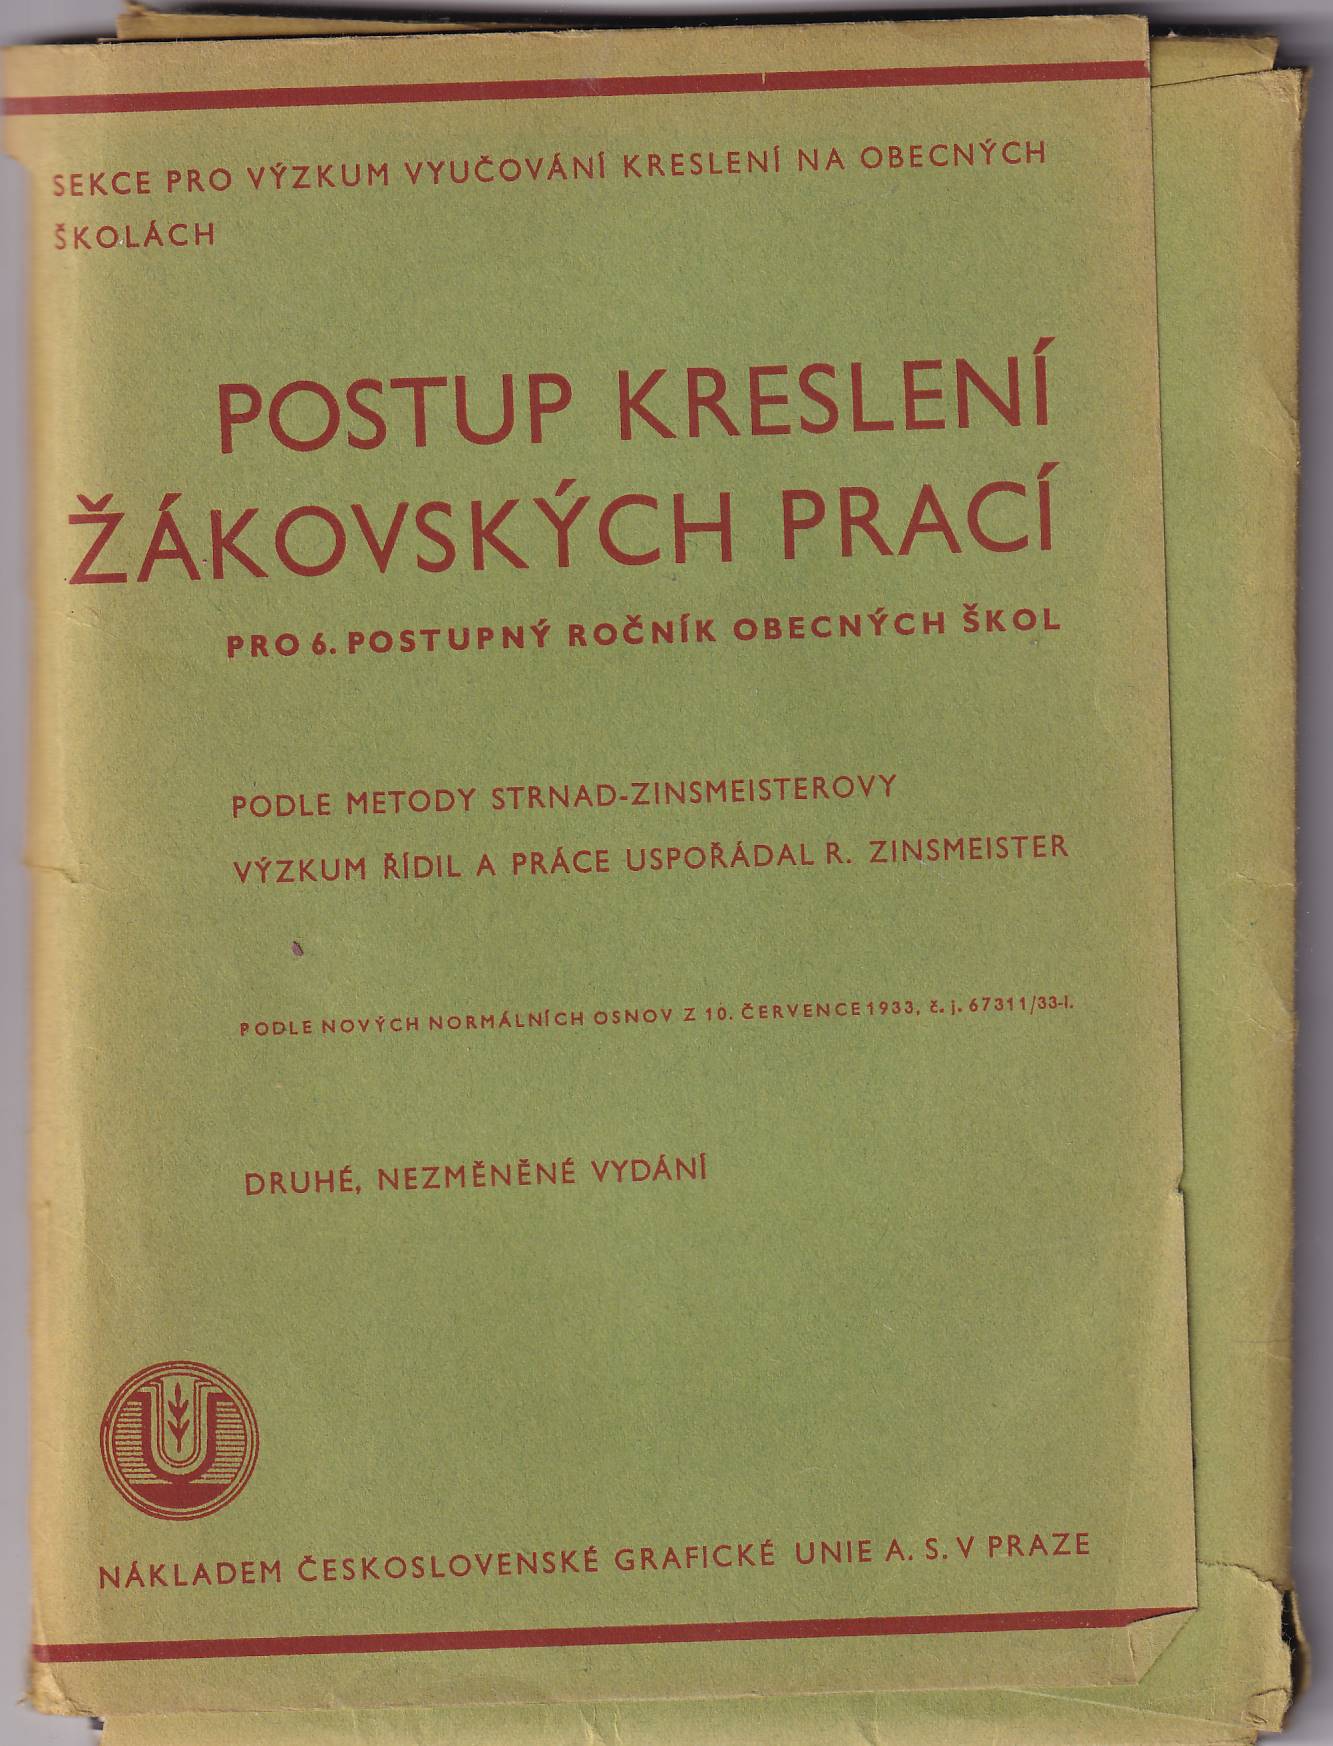 SEKCE PRO VÝZKUM VYUČOVÁNÍ KRESLENÍ NA OBECNÝCH
ŠKOLÁCH
POSTUP KRESLENÍ
ŽÁKOVSKÝCH PRACÍ
PRO 6. POSTUPNÝ ROČNÍK OBECNÝCH ŠKOL
PODLE METODY STRNAD-ZINSMEISTEROVY
VÝZKUM ŘÍDIL A PRÁCE USPOŘÁDAL R. ZINSMEISTER
PODLE NOVÝCH NORMÁLNÍCH OSNOV Z 10. ČERVENCE 1933, č. j. 67311/33-I.
DRUHÉ, NEZMĚNĚNÉ VYDÁNÍ
U
NÁKLADEM ČESKOSLOVENSKÉ GRAFICKÉ UNIE A. S. V PRAZE